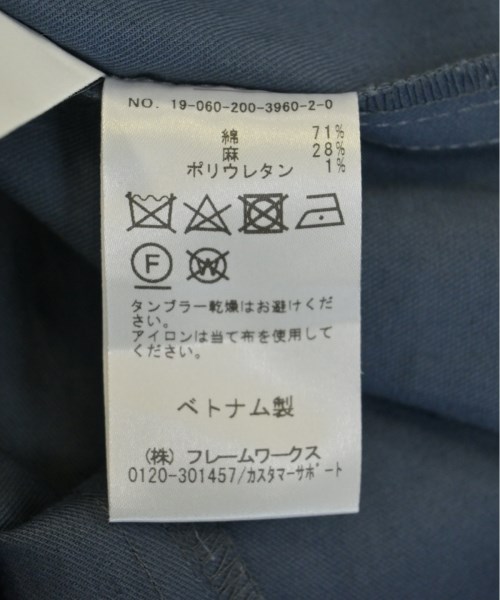 NO. 19-060-200-3960-2-0
綿 71%
麻 28%
ポリウレタン 1%
F W
タンブラー乾燥はお避けくだ
さい。
アイロンは当て布を使用して
ください。
ベトナム製
(株) フレームワークス
0120-301457/カスタマーサポート